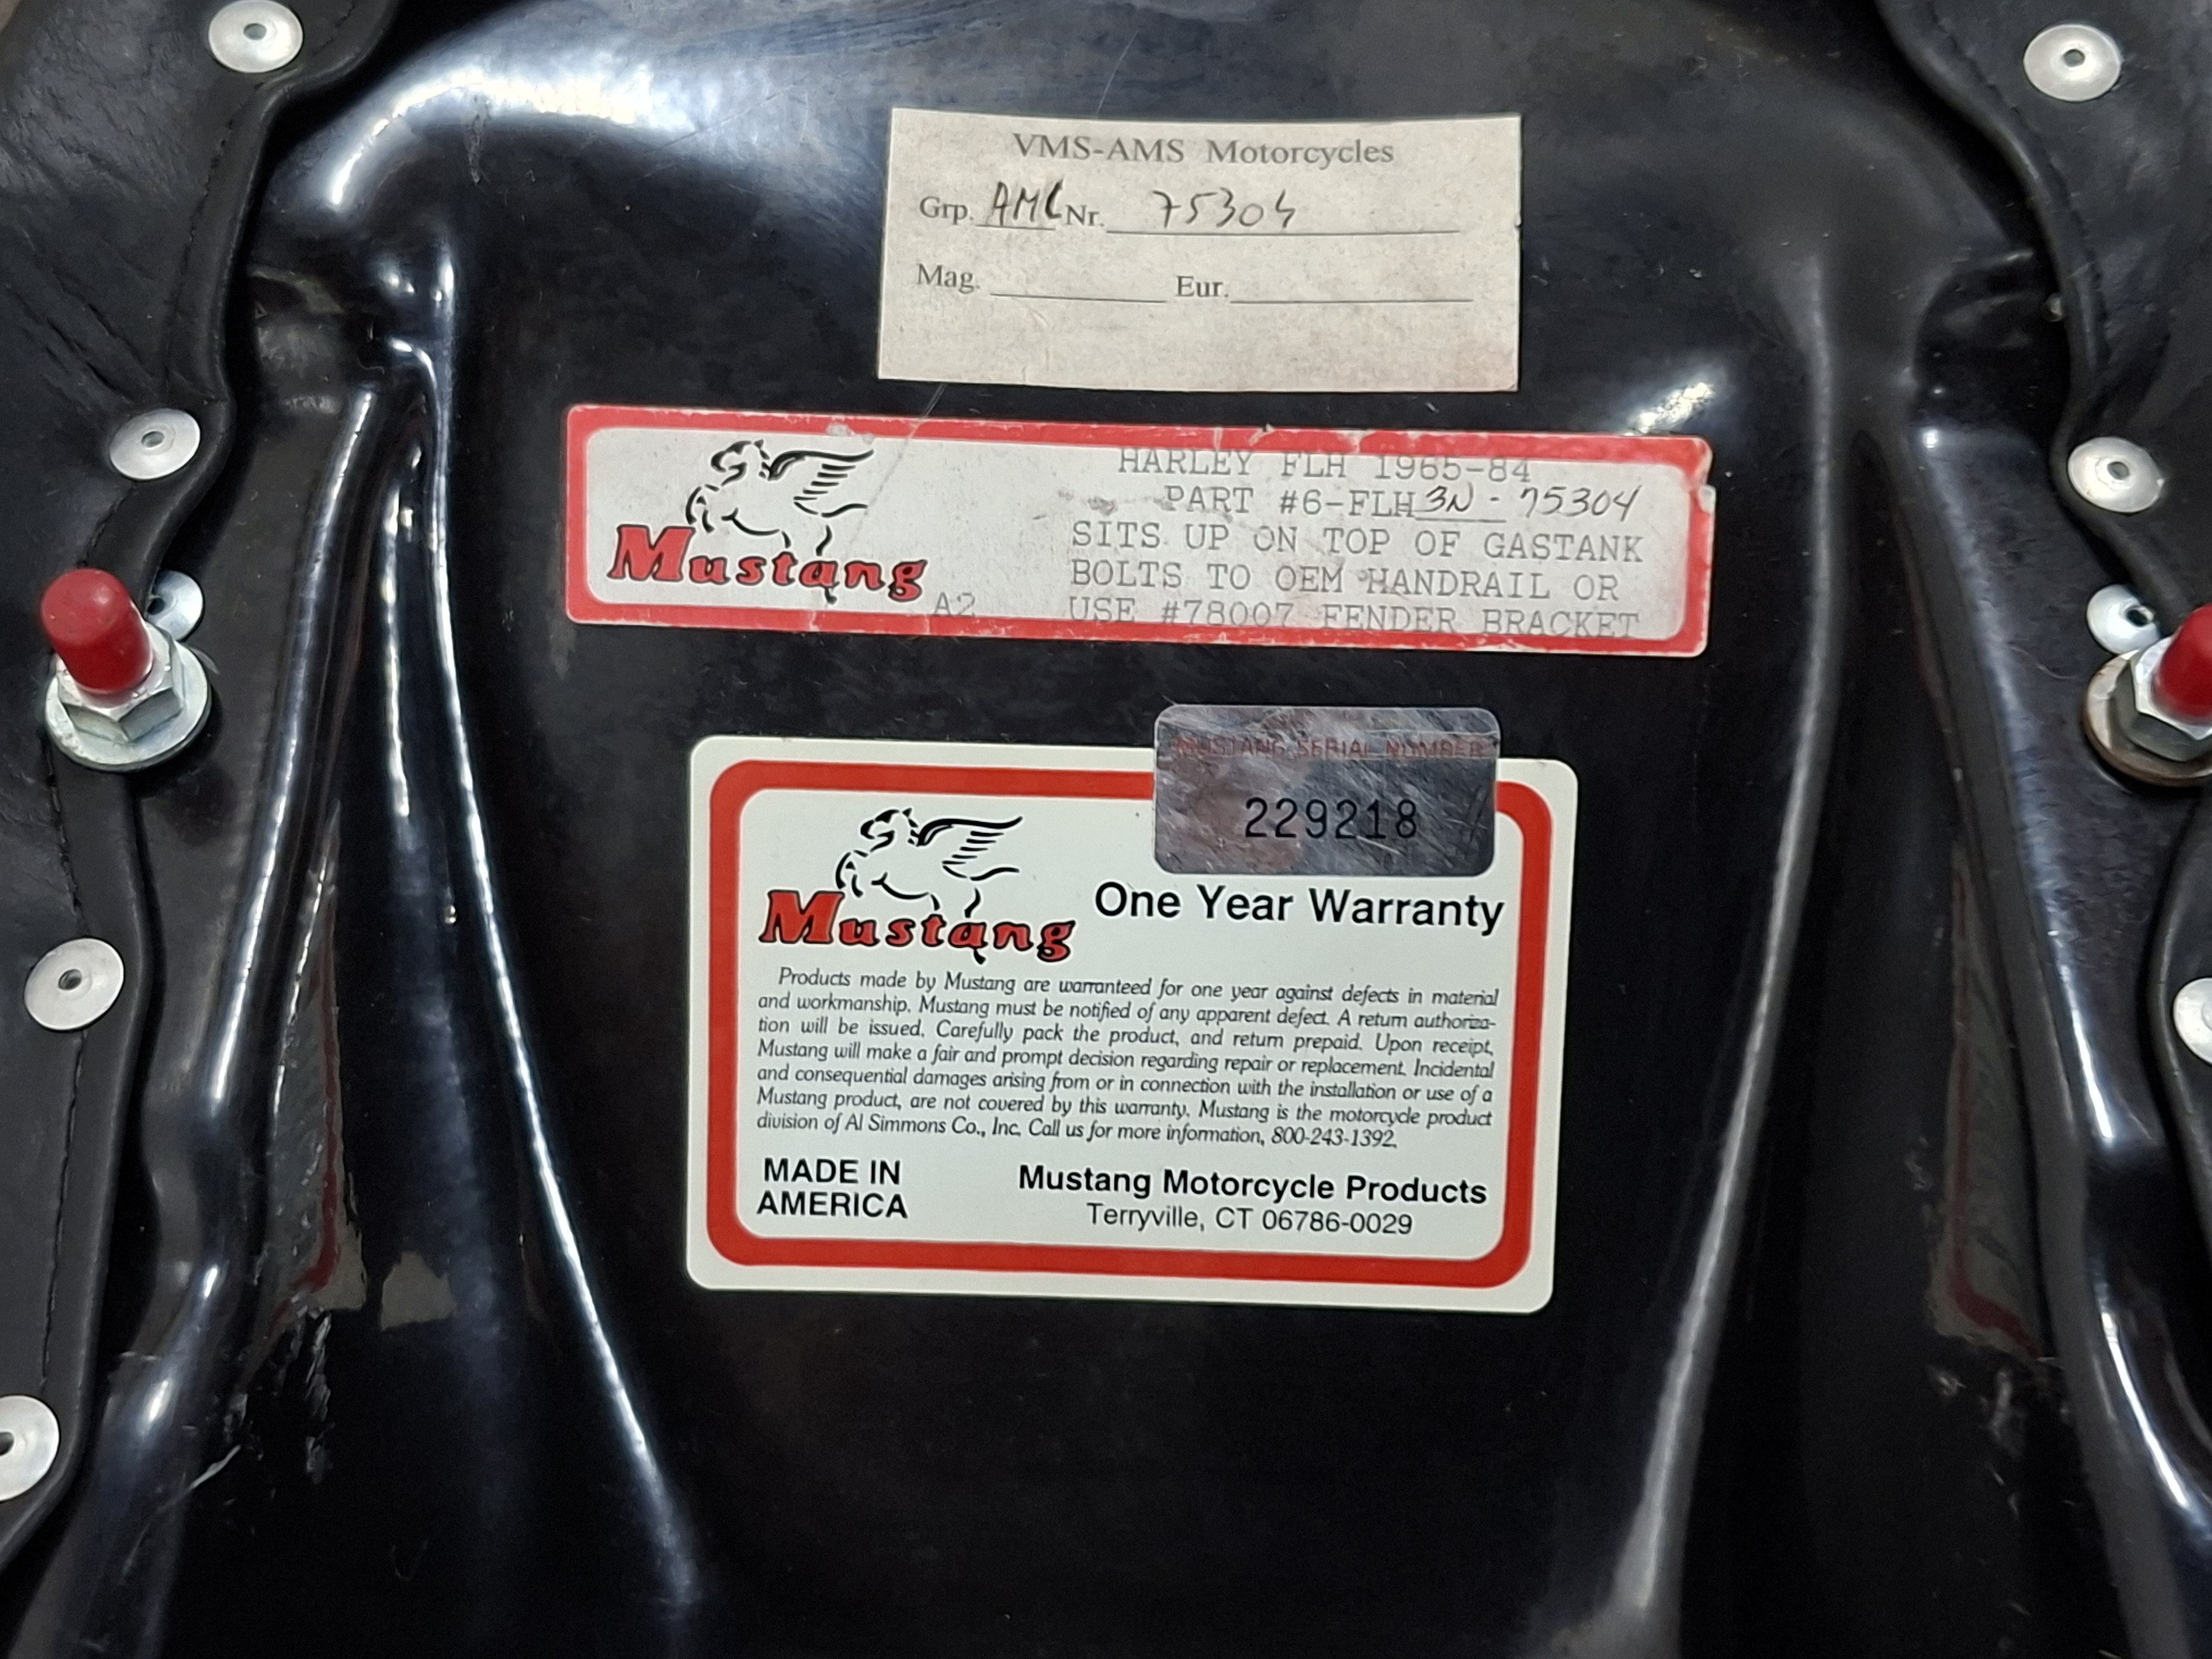 VMS-AMS Motorcycles
Grp. AMC Nr. 75304
Mag. Eur.
HARLEY FLH 1965-84
PART #6-FLH 3N - 75304
SITS UP ON TOP OF GASTANK
BOLTS TO OEM HANDRAIL OR
USE #78007 FENDER BRACKET
Mustang
A2
MUSTANG SERIAL NUMBER
229218
Mustang
One Year Warranty
Products made by Mustang are warranteed for one year against defects in material
and workmanship. Mustang must be notified of any apparent defect. A return authoriza-
tion will be issued. Carefully pack the product, and return prepaid. Upon receipt,
Mustang will make a fair and prompt decision regarding repair or replacement. Incidental
and consequential damages arising from or in connection with the installation or use of a
Mustang product, are not covered by this warranty. Mustang is the motorcycle product
division of Al Simmons Co., Inc. Call us for more information, 800-243-1392.
MADE IN
AMERICA
Mustang Motorcycle Products
Terryville, CT 06786-0029